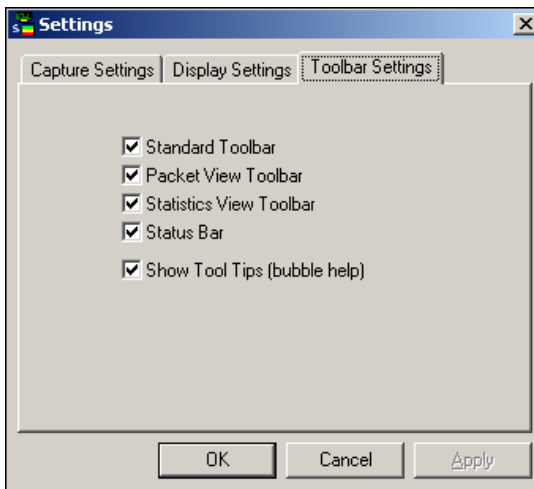 Settings
Capture Settings Display Settings Toolbar Settings
Standard Toolbar
Packet View Toolbar
Statistics View Toolbar
Status Bar
Show Tool Tips (bubble help)
OK Cancel Apply